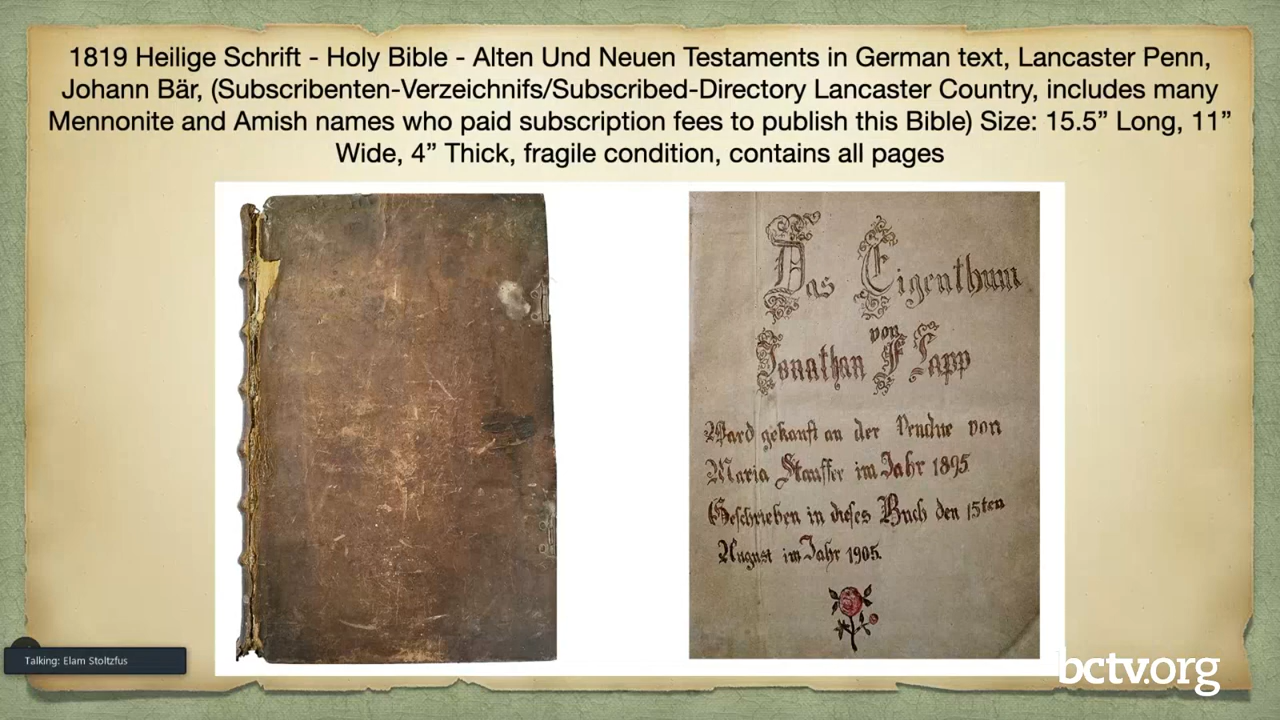 1819 Heilige Schrift - Holy Bible - Alten Und Neuen Testaments in German text, Lancaster Penn,
Johann Bär, (Subscribenten-Verzeichnifs/Subscribed-Directory Lancaster Country, includes many
Mennonite and Amish names who paid subscription fees to publish this Bible) Size: 15.5” Long, 11”
Wide, 4” Thick, fragile condition, contains all pages
Das Eigenthum
von
Jonathan F Lapp
Ward gekauft an der Vendue von
Maria Stauffer im Jahr 1895.
Geschrieben in dieses Buch den 15ten
August im Jahr 1905.
Talking: Elam Stoltzfus
bctv.org